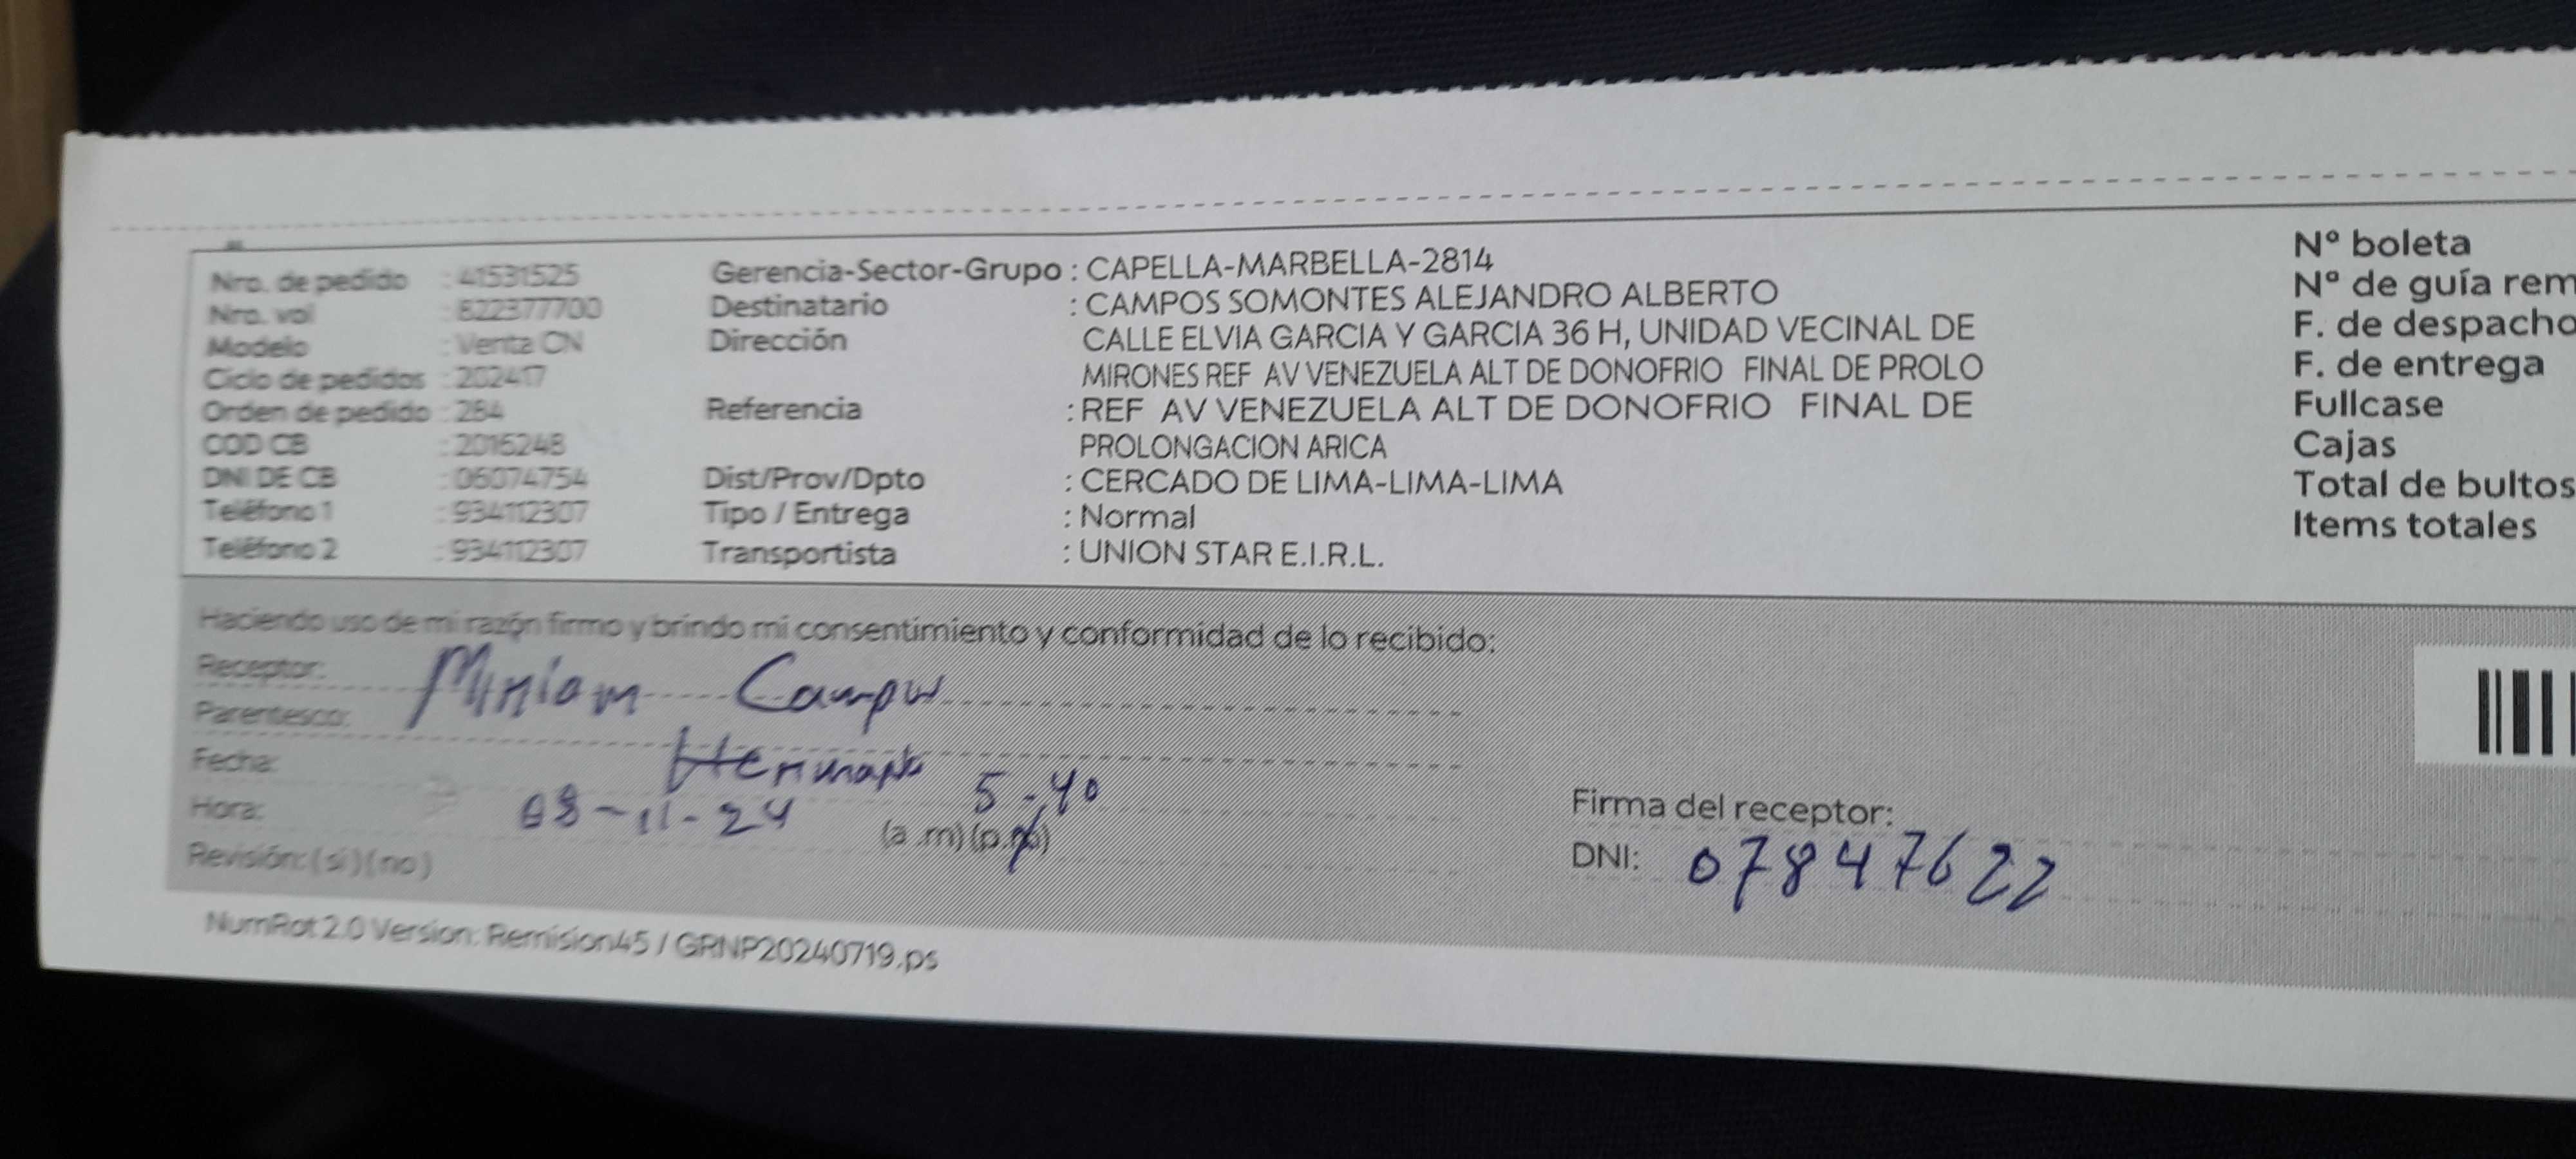 Nro. de pedido : 41531525 Gerencia-Sector-Grupo : CAPELLA-MARBELLA-2814 Nº boleta
Nro. vol : 822377700 Destinatario : CAMPOS SOMONTES ALEJANDRO ALBERTO Nº de guía rem
Modelo : Venta CN Dirección CALLE ELVIA GARCIA Y GARCIA 36 H, UNIDAD VECINAL DE F. de despacho
Ciclo de pedidos : 202417 MIRONES REF AV VENEZUELA ALT DE DONOFRIO FINAL DE PROLO F. de entrega
Orden de pedido : 284 Referencia : REF AV VENEZUELA ALT DE DONOFRIO FINAL DE Fullcase
COD CB : 2016248 PROLONGACION ARICA Cajas
DNI DE CB : 06074754 Dist/Prov/Dpto : CERCADO DE LIMA-LIMA-LIMA Total de bultos
Teléfono 1 : 934112307 Tipo / Entrega : Normal Items totales
Teléfono 2 : 934112307 Transportista : UNION STAR E.I.R.L.
Haciendo uso de mi razón firmo y brindo mi consentimiento y conformidad de lo recibido:
Receptor: Miriam Campos
Parentesco: Hermana
Fecha: 08-11-24
Hora: 5.40 (a.m) (p.m)
Revisión: (si) (no)
Firma del receptor:
DNI: 07847622
NumRot 2.0 Version: Remision45 / GRNP20240719.ps